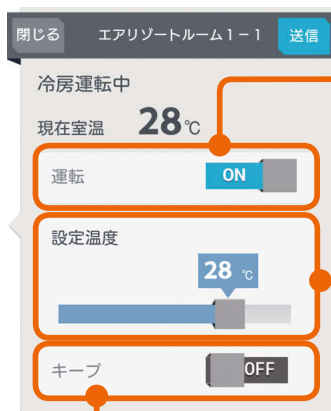 閉じる エアリゾートルーム1-1 送信
冷房運転中
現在室温 28℃
運転 ON
設定温度
28 ℃
キープ OFF